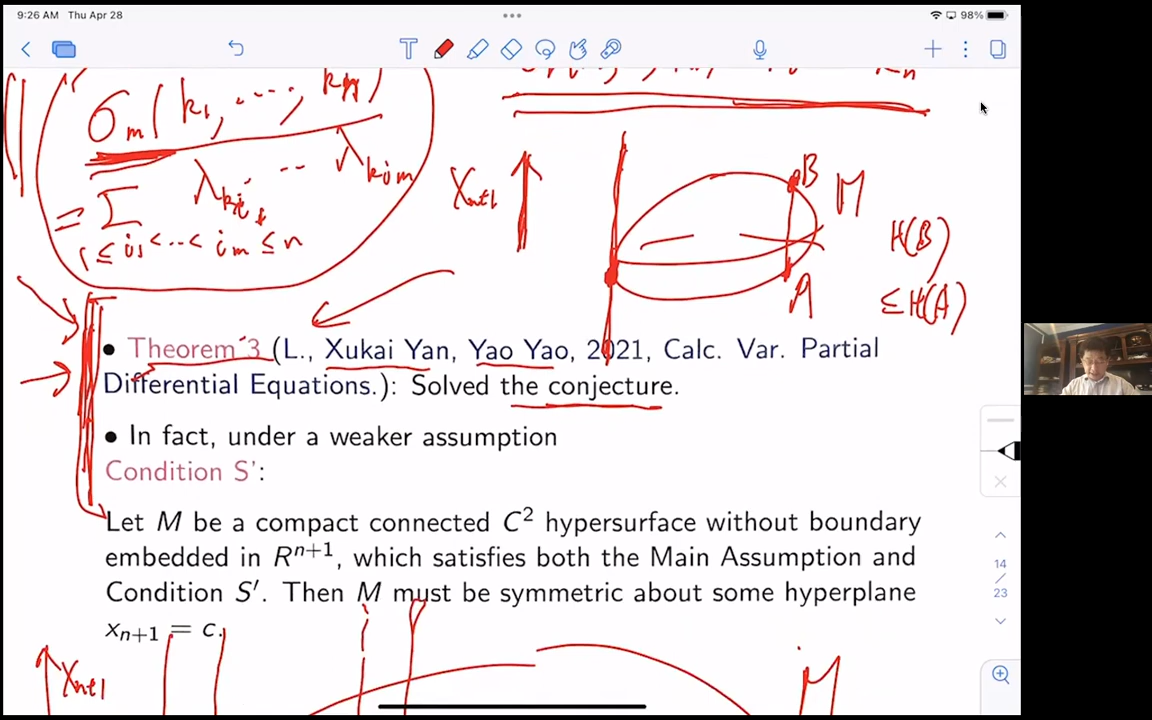 9:26 AM Thu Apr 28
98%
σm(k1, ....,
= Σ λ
1 ≤ i1 < ... < im ≤ n
Xn+1
B
M
A
H(B)
≤ H(A)
• Theorem 3 (L., Xukai Yan, Yao Yao, 2021, Calc. Var. Partial
Differential Equations.): Solved the conjecture.
• In fact, under a weaker assumption
Condition S':
Let M be a compact connected C² hypersurface without boundary
embedded in Rⁿ⁺¹, which satisfies both the Main Assumption and
Condition S′. Then M must be symmetric about some hyperplane
xn+1 = c.
Xn+1
M
14
/
23